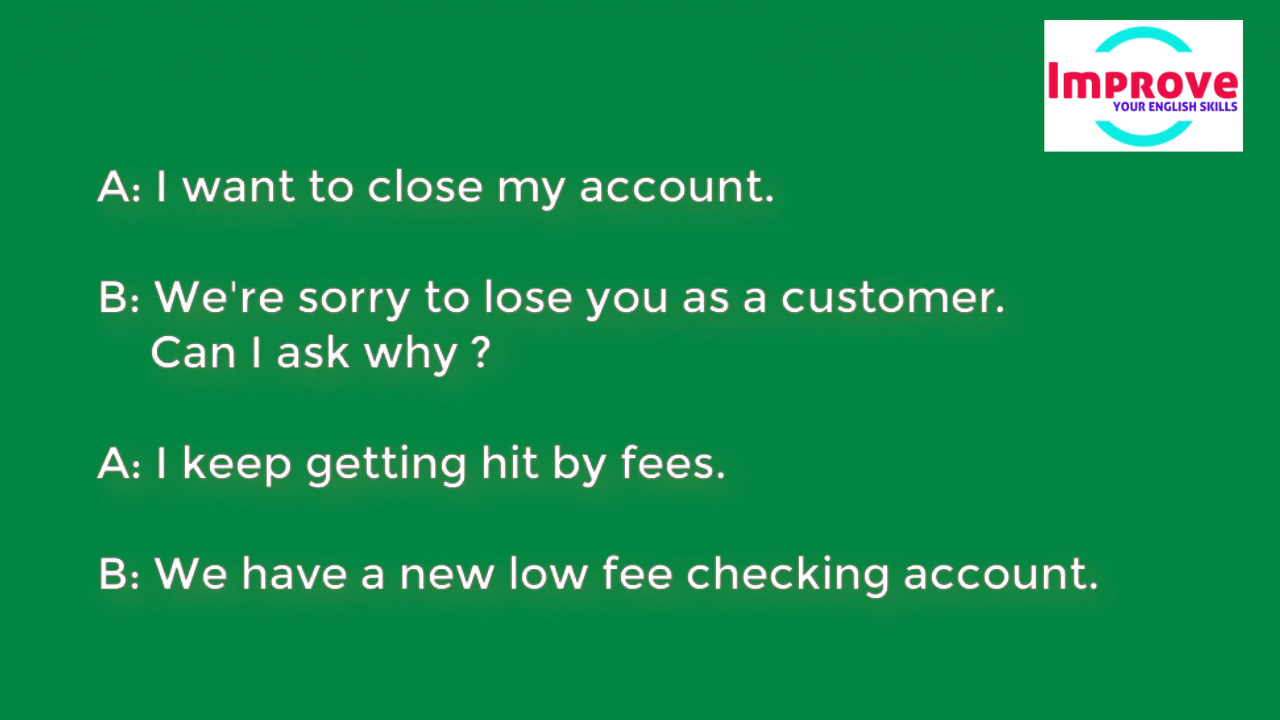 IMPROVE
YOUR ENGLISH SKILLS
A: I want to close my account.
B: We're sorry to lose you as a customer.
Can I ask why ?
A: I keep getting hit by fees.
B: We have a new low fee checking account.